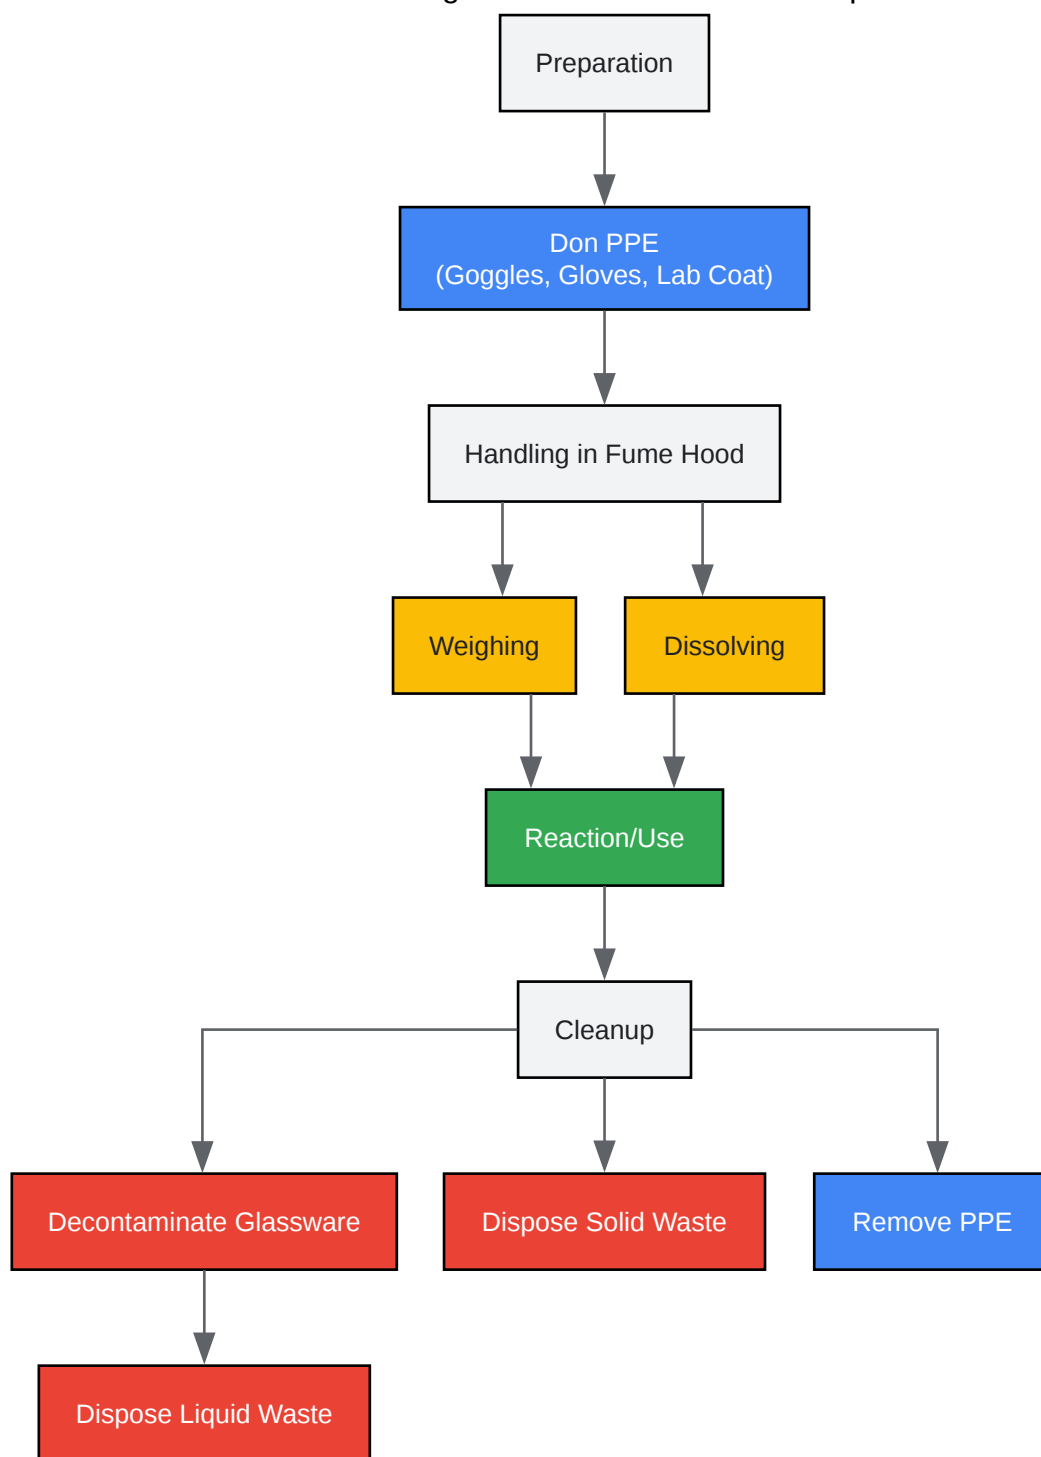 Preparation
Don PPE
(Goggles, Gloves, Lab Coat)
Handling in Fume Hood
Weighing
Dissolving
Reaction/Use
Cleanup
Decontaminate Glassware
Dispose Solid Waste
Remove PPE
Dispose Liquid Waste